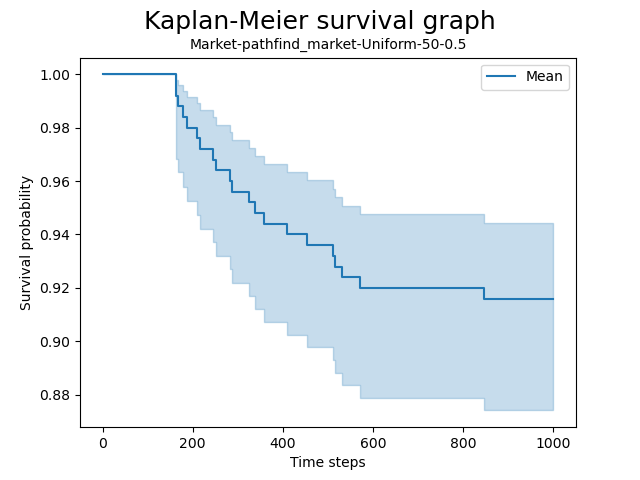 Kaplan-Meier survival graph
Market-pathfind_market-Uniform-50-0.5
Mean
1.00
0.98
0.96
0.94
0.92
0.90
0.88
Survival probability
0 200 400 600 800 1000
Time steps